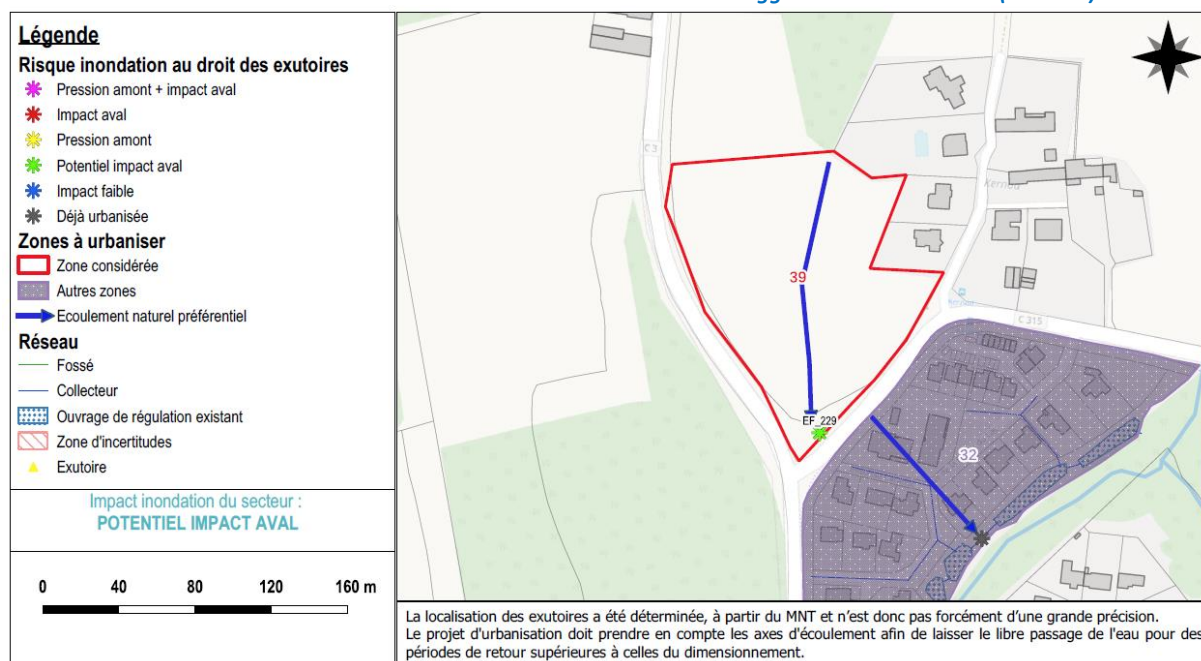 Légende
Risque inondation au droit des exutoires
Pression amont + impact aval
Impact aval
Pression amont
Potentiel impact aval
Impact faible
Déjà urbanisée
Zones à urbaniser
Zone considérée
Autres zones
Ecoulement naturel préférentiel
Réseau
Fossé
Collecteur
Ouvrage de régulation existant
Zone d'incertitudes
Exutoire
Impact inondation du secteur :
POTENTIEL IMPACT AVAL
0 40 80 120 160 m
C 3
39
EF_229
C 315
32
La localisation des exutoires a été déterminée, à partir du MNT et n'est donc pas forcément d'une grande précision.
Le projet d'urbanisation doit prendre en compte les axes d'écoulement afin de laisser le libre passage de l'eau pour des
périodes de retour supérieures à celles du dimensionnement.